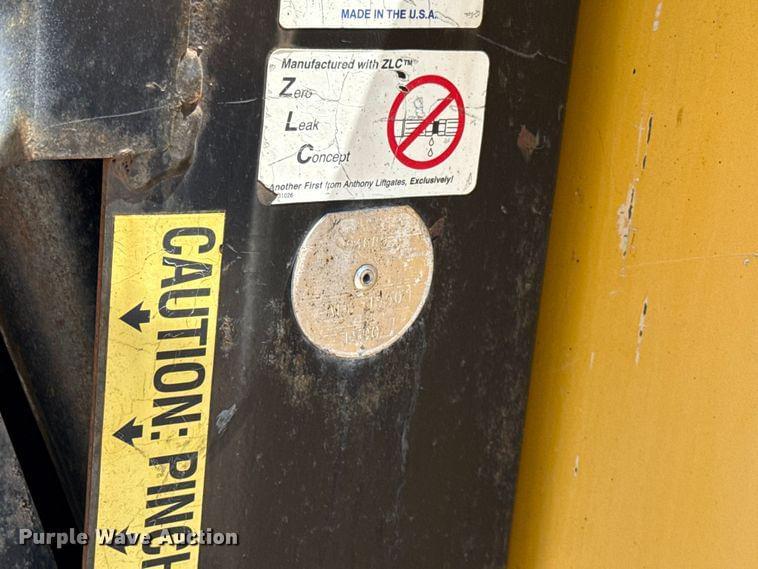 MADE IN THE U.S.A.
Manufactured with ZLC™
Zero
Leak
Concept
Another First from Anthony Liftgates, Exclusively!
CAUTION: PINCH
Purple Wave Auction